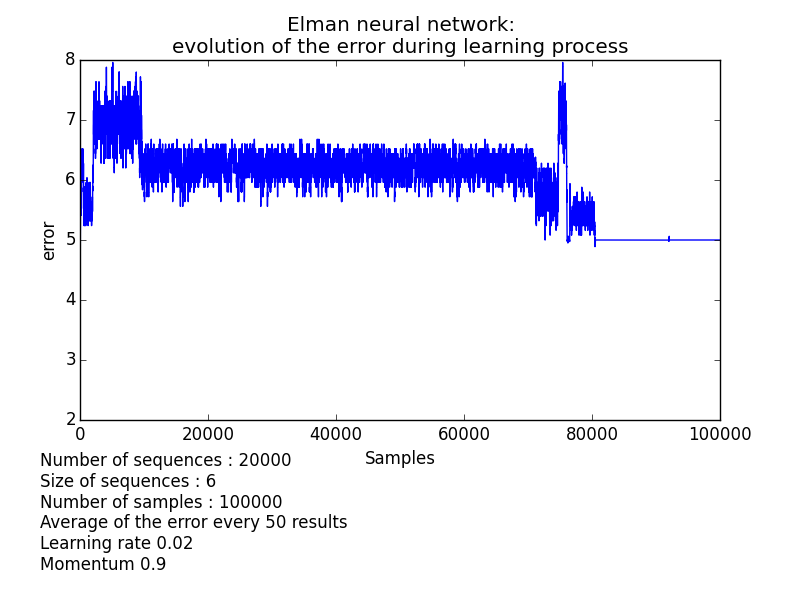 Elman neural network:
evolution of the error during learning process
8
7
6
5
4
3
2
error
0 20000 40000 60000 80000 100000
Samples
Number of sequences : 20000
Size of sequences : 6
Number of samples : 100000
Average of the error every 50 results
Learning rate 0.02
Momentum 0.9